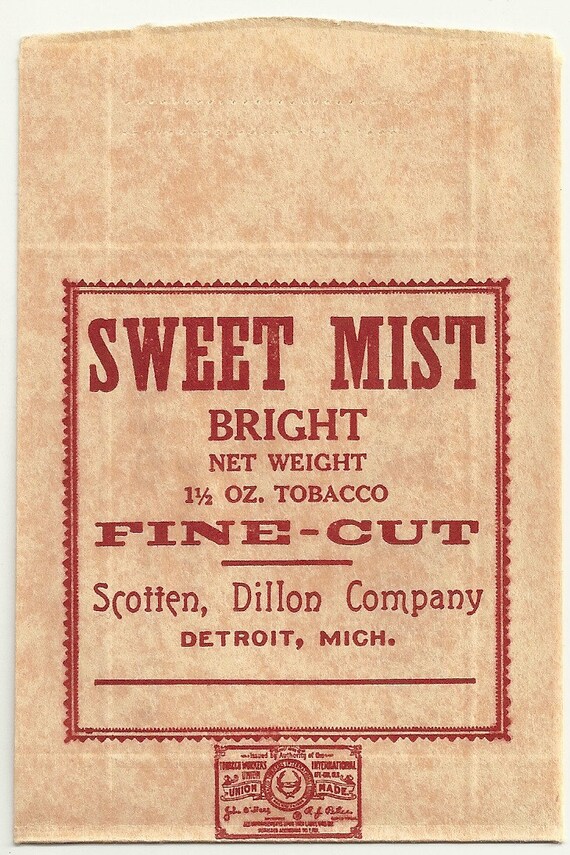 SWEET MIST
BRIGHT
NET WEIGHT
1½ OZ. TOBACCO
FINE-CUT
Scotten, Dillon Company
DETROIT, MICH.
Issued by Authority of the
TOBACCO WORKERS INTERNATIONAL
UNION
UNION MADE